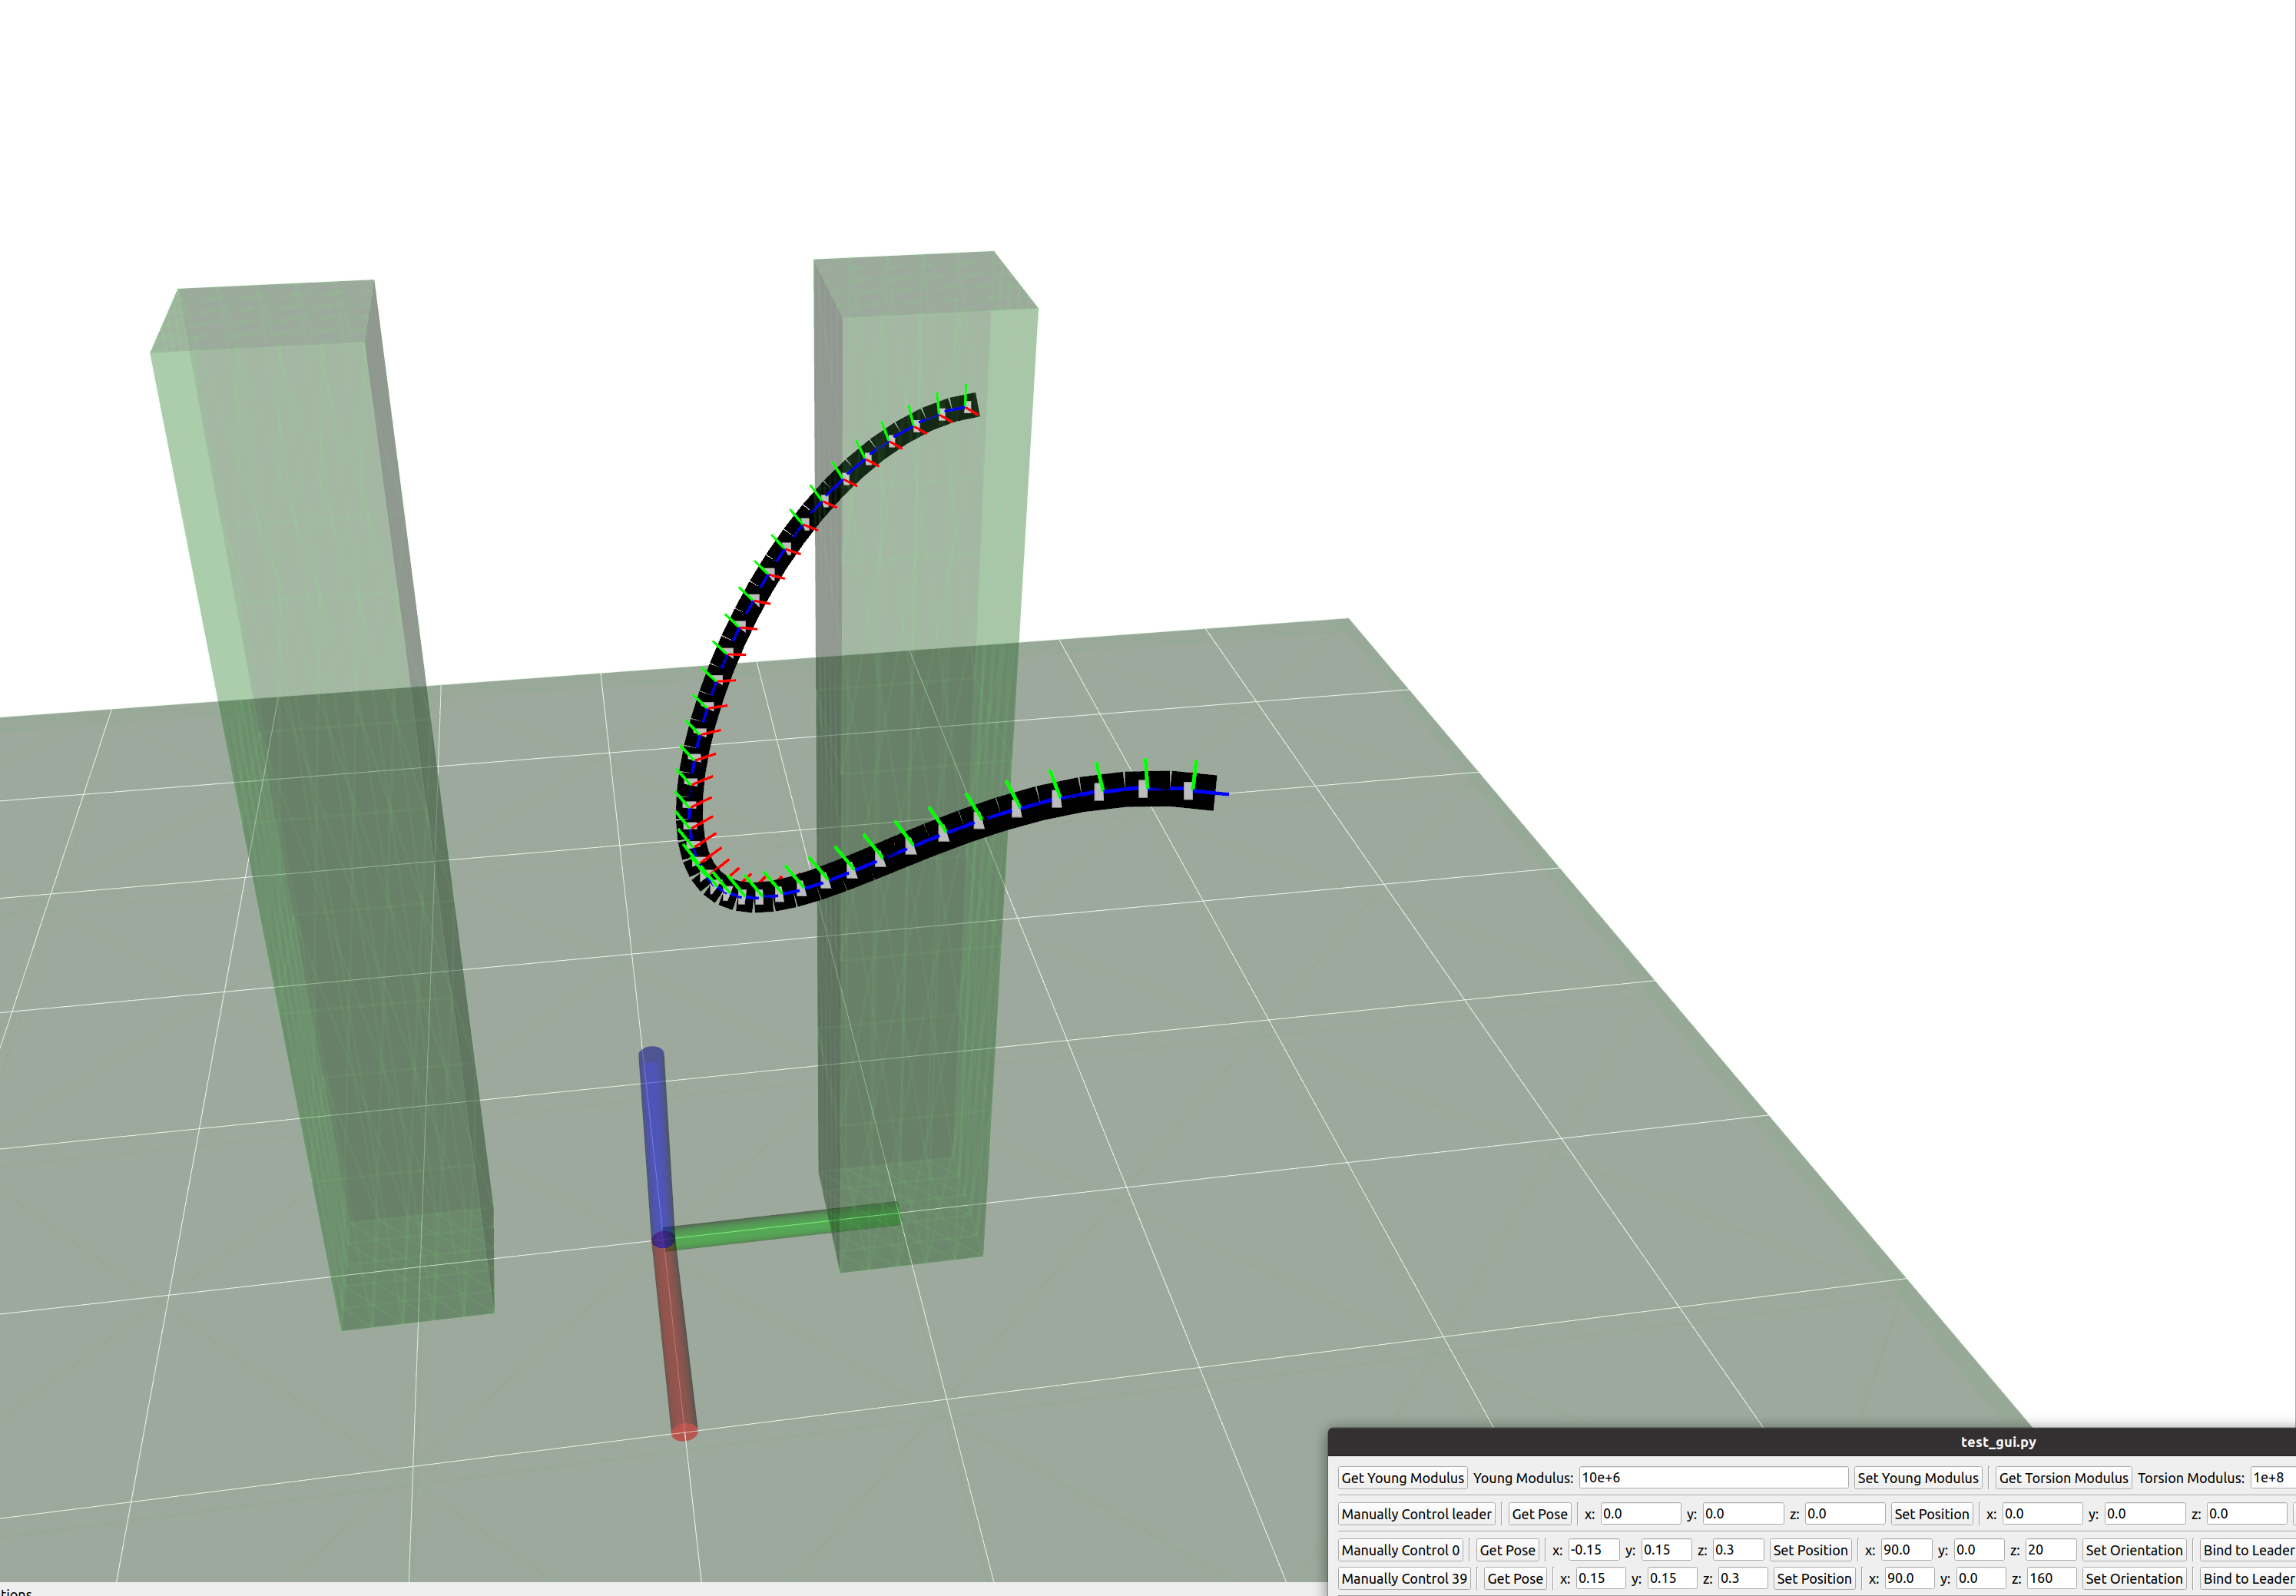 test_gui.py
Get Young Modulus Young Modulus: 10e+6 Set Young Modulus Get Torsion Modulus Torsion Modulus: 1e+8
Manually Control leader Get Pose x: 0.0 y: 0.0 z: 0.0 Set Position x: 0.0 y: 0.0 z: 0.0
Manually Control 0 Get Pose x: -0.15 y: 0.15 z: 0.3 Set Position x: 90.0 y: 0.0 z: 20 Set Orientation Bind to Leader
Manually Control 39 Get Pose x: 0.15 y: 0.15 z: 0.3 Set Position x: 90.0 y: 0.0 z: 160 Set Orientation Bind to Leader